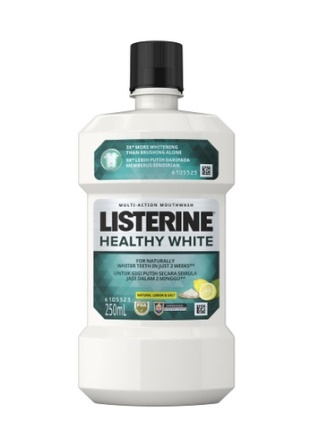 3X* MORE WHITENING
THAN BRUSHING ALONE
3X* LEBIH PUTIH DARIPADA
MEMBERUS SENDIRIAN
6105525
MULTI-ACTION MOUTHWASH
LISTERINE
HEALTHY WHITE
FOR NATURALLY
WHITER TEETH IN JUST 2 WEEKS**
UNTUK GIGI PUTIH SECARA SEMULA
JADI DALAM 2 MINGGU**
NATURAL LEMON & SALT
6105525
250mL